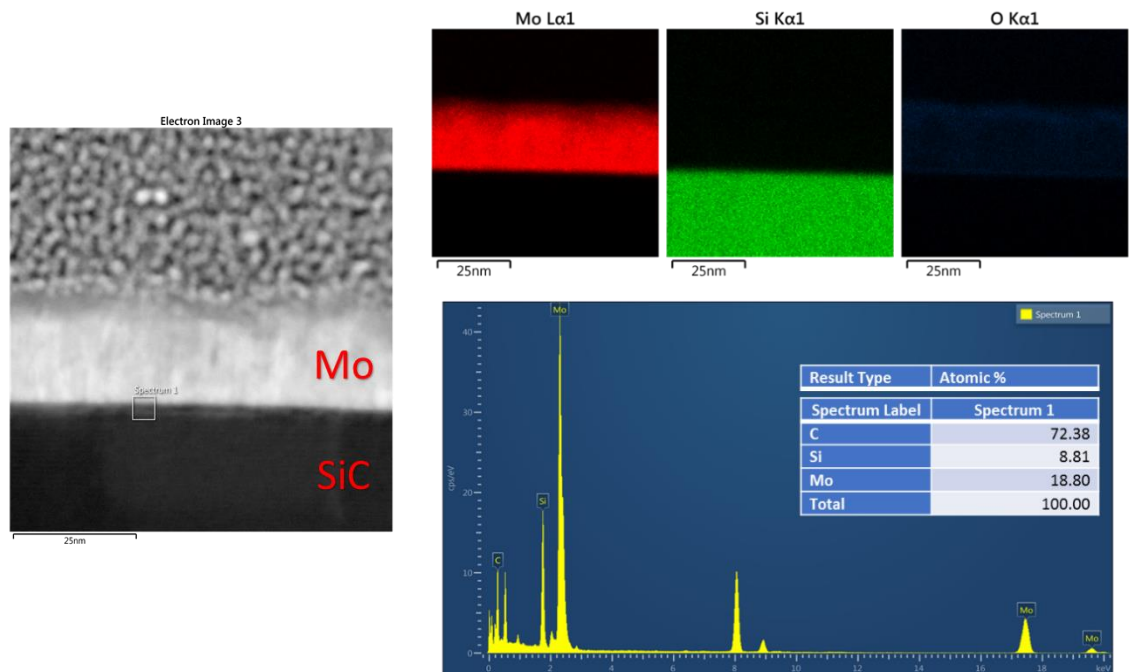 Electron Image 3
Spectrum 1
Mo
SiC
25nm
Mo Lα1
Si Kα1
O Kα1
25nm
25nm
25nm
Mo
Spectrum 1
40
Result Type Atomic %
30
Spectrum Label Spectrum 1
C 72.38
Si 8.81
Mo 18.80
Total 100.00
cps/eV
20
Si
C
10
Mo
Mo
0
0 2 4 6 8 10 12 14 16 18 keV